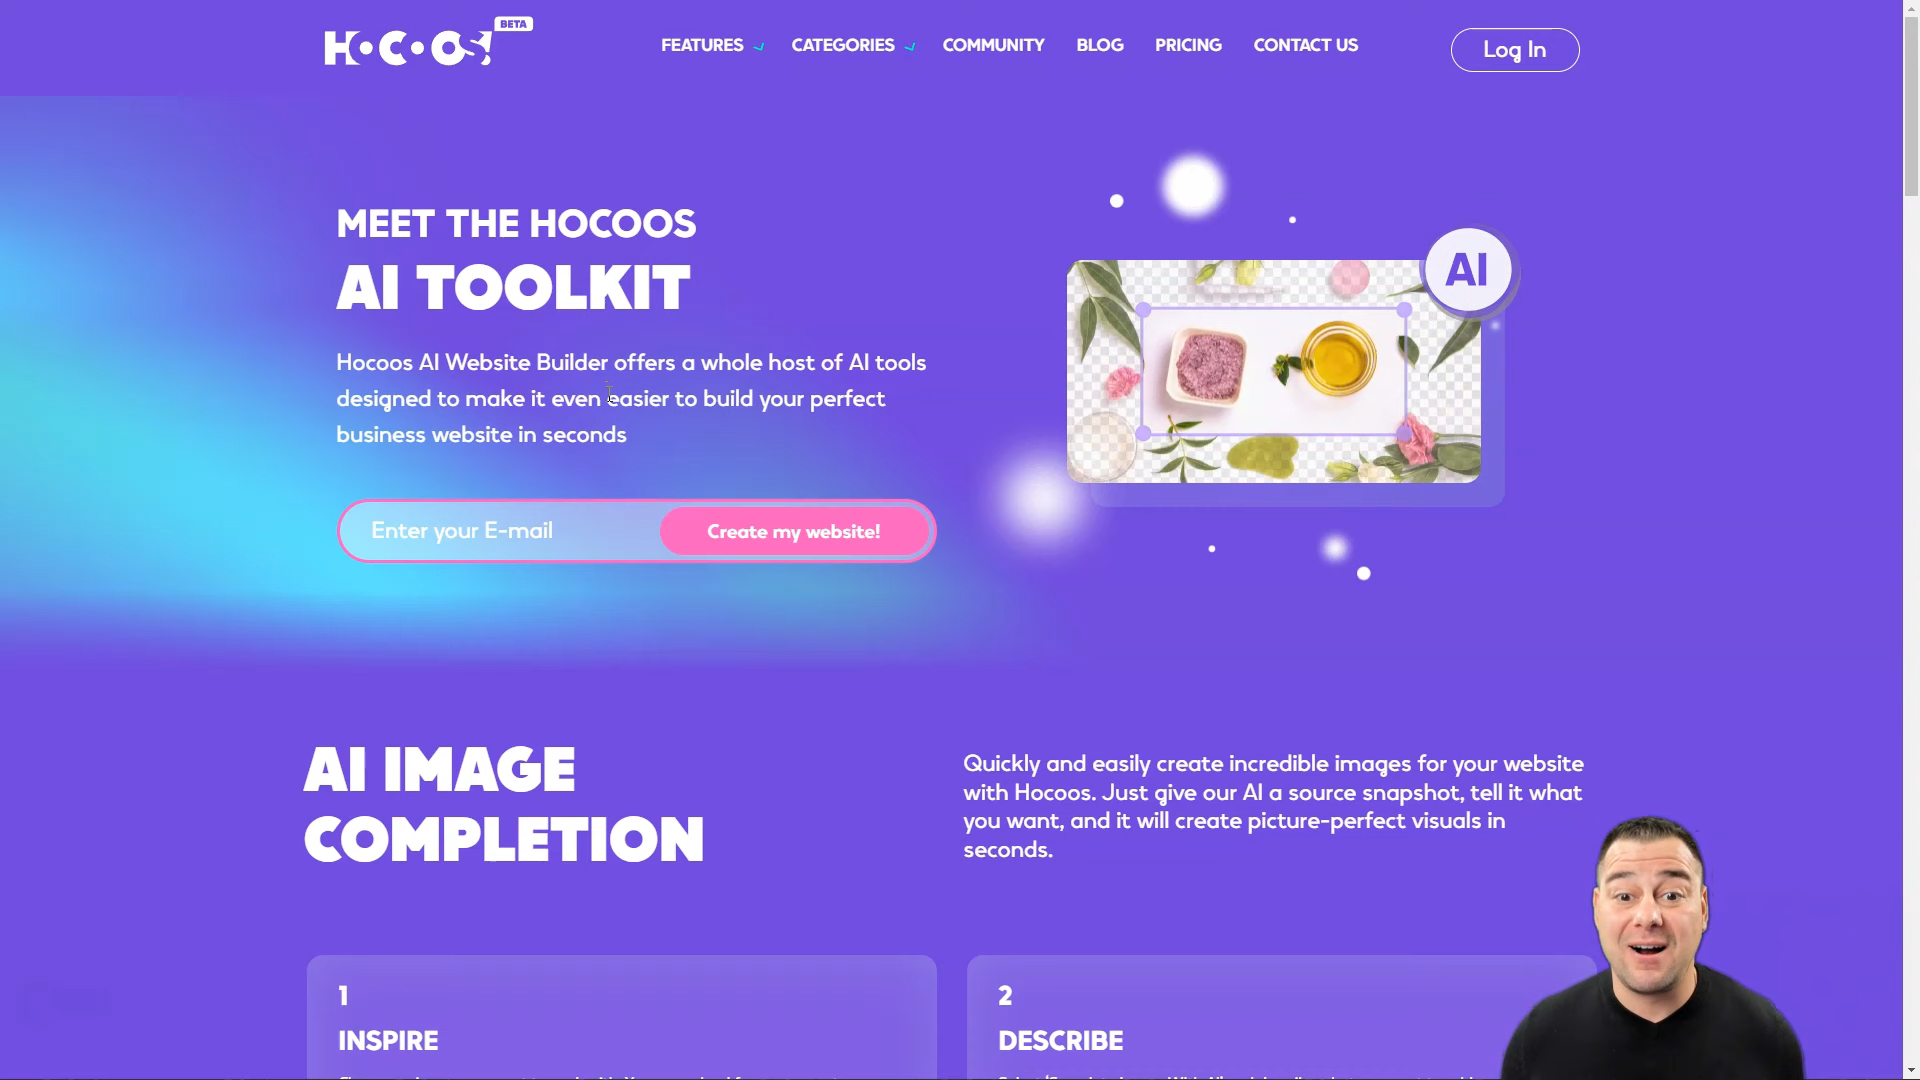 HOCOOS!
BETA
FEATURES
CATEGORIES
COMMUNITY
BLOG
PRICING
CONTACT US
Log In
MEET THE HOCOOS
AI TOOLKIT
Hocoos AI Website Builder offers a whole host of AI tools
designed to make it even easier to build your perfect
business website in seconds
Enter your E-mail
Create my website!
AI
AI IMAGE
COMPLETION
Quickly and easily create incredible images for your website
with Hocoos. Just give our AI a source snapshot, tell it what
you want, and it will create picture-perfect visuals in
seconds.
1
INSPIRE
2
DESCRIBE